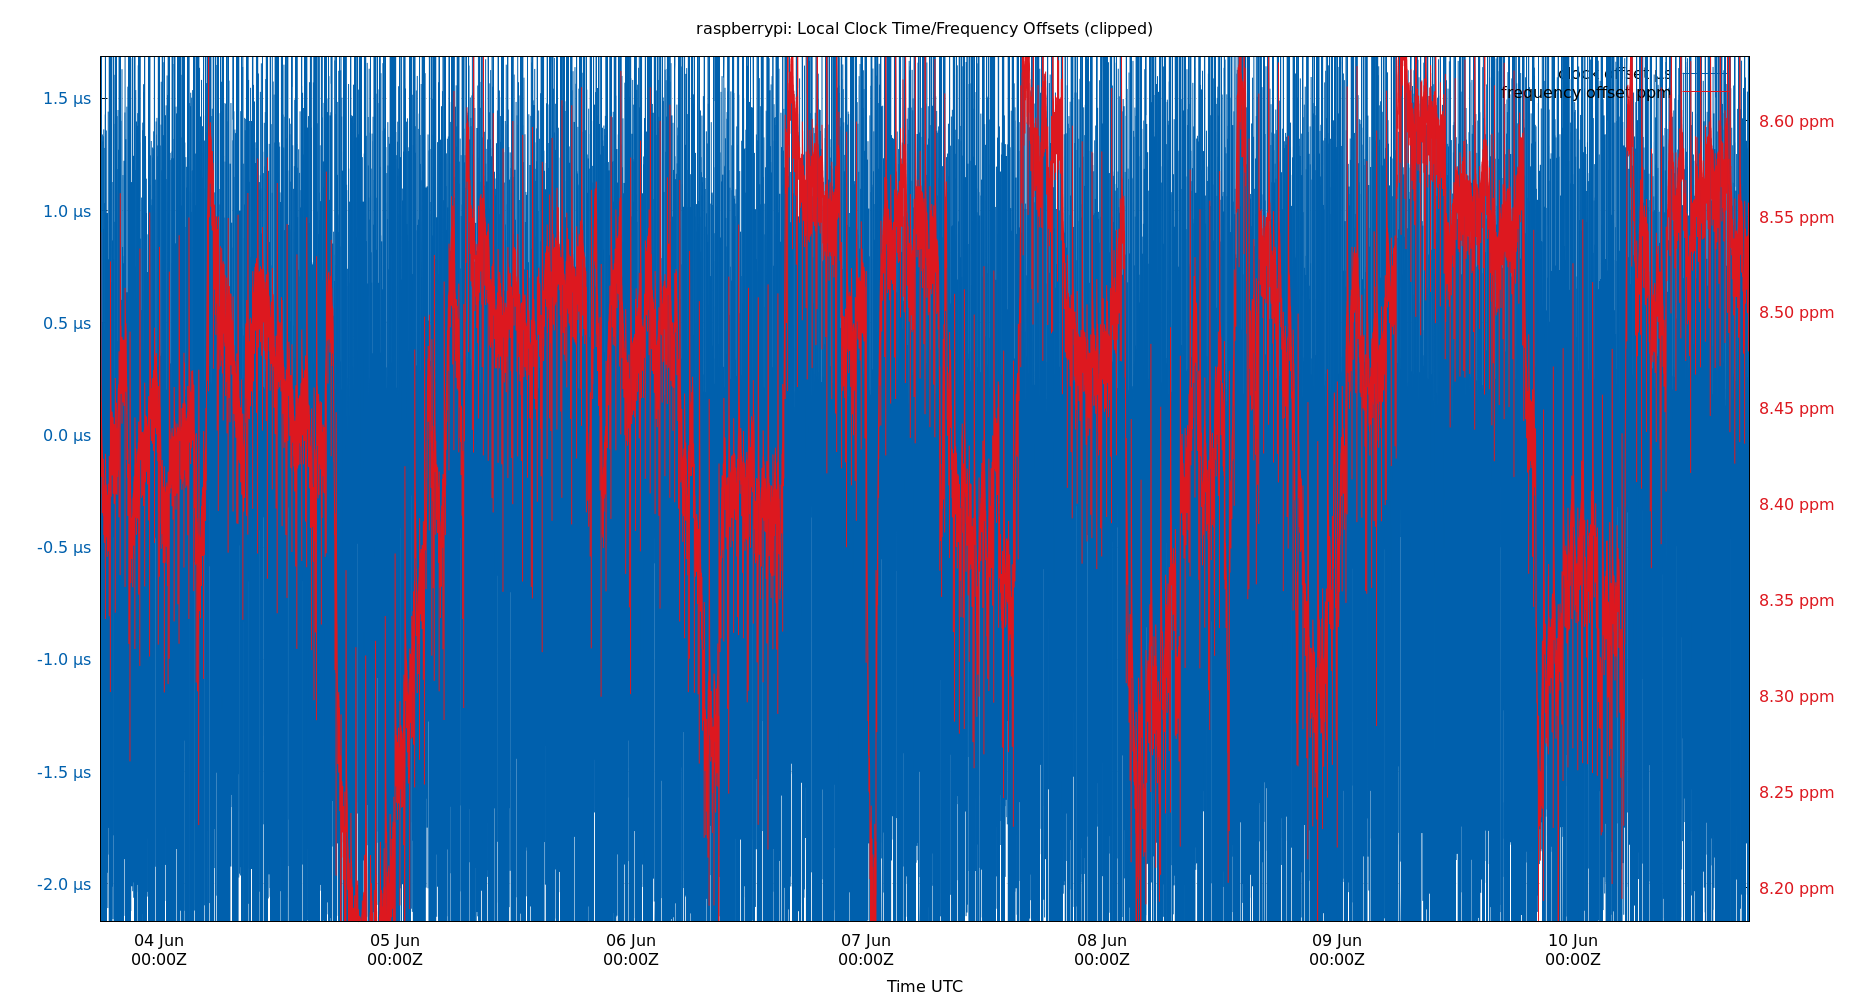 raspberrypi: Local Clock Time/Frequency Offsets (clipped)
clock offset µs
frequency offset ppm
1.5 µs
1.0 µs
0.5 µs
0.0 µs
-0.5 µs
-1.0 µs
-1.5 µs
-2.0 µs
8.60 ppm
8.55 ppm
8.50 ppm
8.45 ppm
8.40 ppm
8.35 ppm
8.30 ppm
8.25 ppm
8.20 ppm
04 Jun 05 Jun 06 Jun 07 Jun 08 Jun 09 Jun 10 Jun
00:00Z 00:00Z 00:00Z 00:00Z 00:00Z 00:00Z 00:00Z
Time UTC